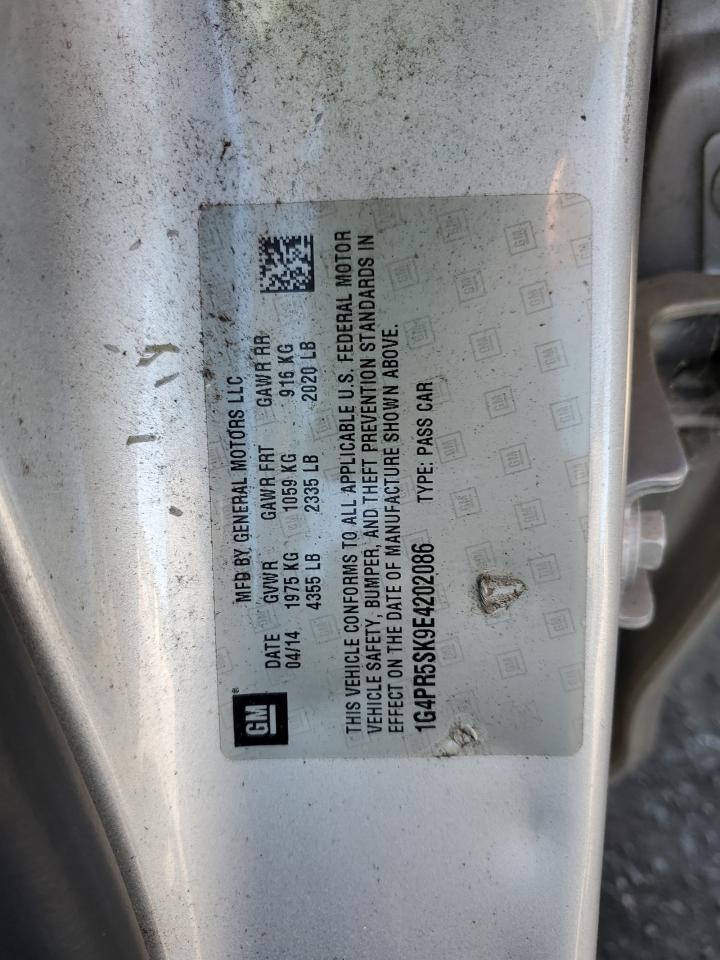 GM ®
MFD BY GENERAL MOTORS LLC
DATE GVWR GAWR FRT GAWR RR
04/14 1975 KG 1059 KG 916 KG
4355 LB 2335 LB 2020 LB
THIS VEHICLE CONFORMS TO ALL APPLICABLE U.S. FEDERAL MOTOR
VEHICLE SAFETY, BUMPER, AND THEFT PREVENTION STANDARDS IN
EFFECT ON THE DATE OF MANUFACTURE SHOWN ABOVE.
1G4PR5SK9E4202086 TYPE: PASS CAR